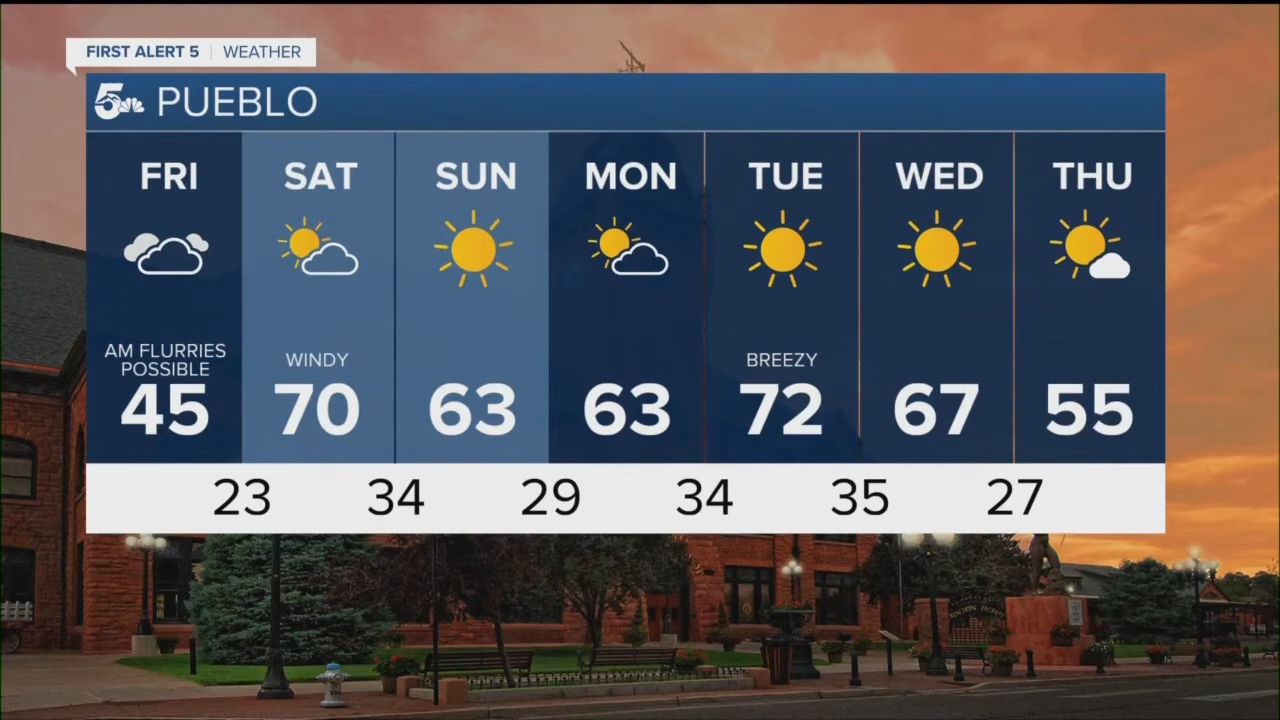 FIRST ALERT 5 | WEATHER
5 PUEBLO
FRI SAT SUN MON TUE WED THU
AM FLURRIES
POSSIBLE WINDY BREEZY
45 70 63 63 72 67 55
23 34 29 34 35 27